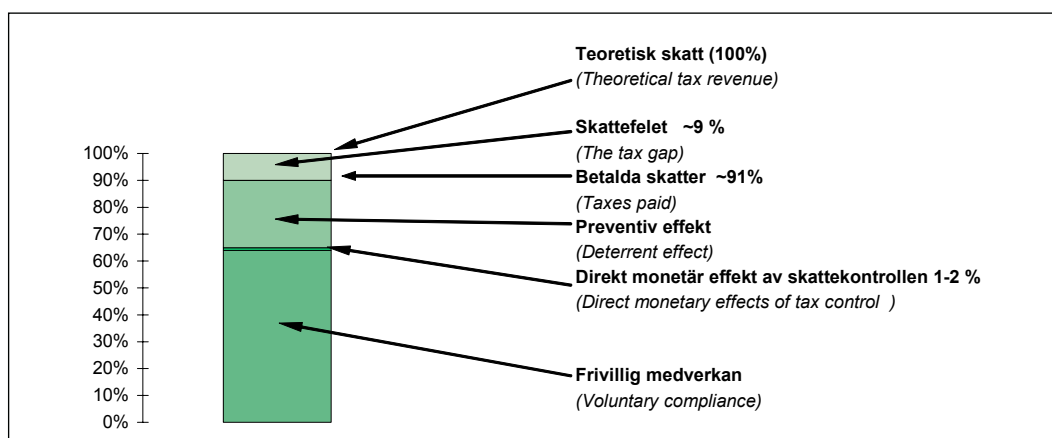 Teoretisk skatt (100%)
(Theoretical tax revenue)
Skattefelet ~9 %
(The tax gap)
Betalda skatter ~91%
(Taxes paid)
Preventiv effekt
(Deterrent effect)
Direkt monetär effekt av skattekontrollen 1-2 %
(Direct monetary effects of tax control )
Frivillig medverkan
(Voluntary compliance)
100%
90%
80%
70%
60%
50%
40%
30%
20%
10%
0%